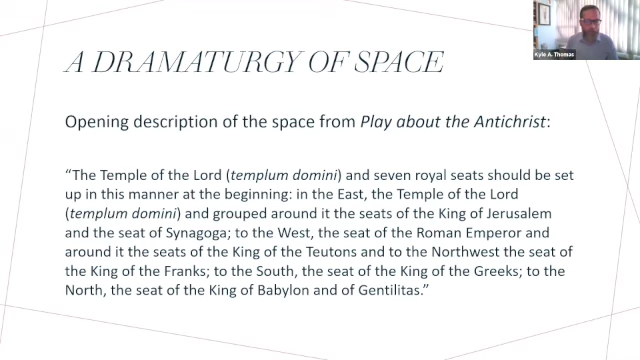 A DRAMATURGY OF SPACE
Kyle A. Thomas
Opening description of the space from Play about the Antichrist:
“The Temple of the Lord (templum domini) and seven royal seats should be set
up in this manner at the beginning: in the East, the Temple of the Lord
(templum domini) and grouped around it the seats of the King of Jerusalem
and the seat of Synagoga; to the West, the seat of the Roman Emperor and
around it the seats of the King of the Teutons and to the Northwest the seat of
the King of the Franks; to the South, the seat of the King of the Greeks; to the
North, the seat of the King of Babylon and of Gentilitas.”